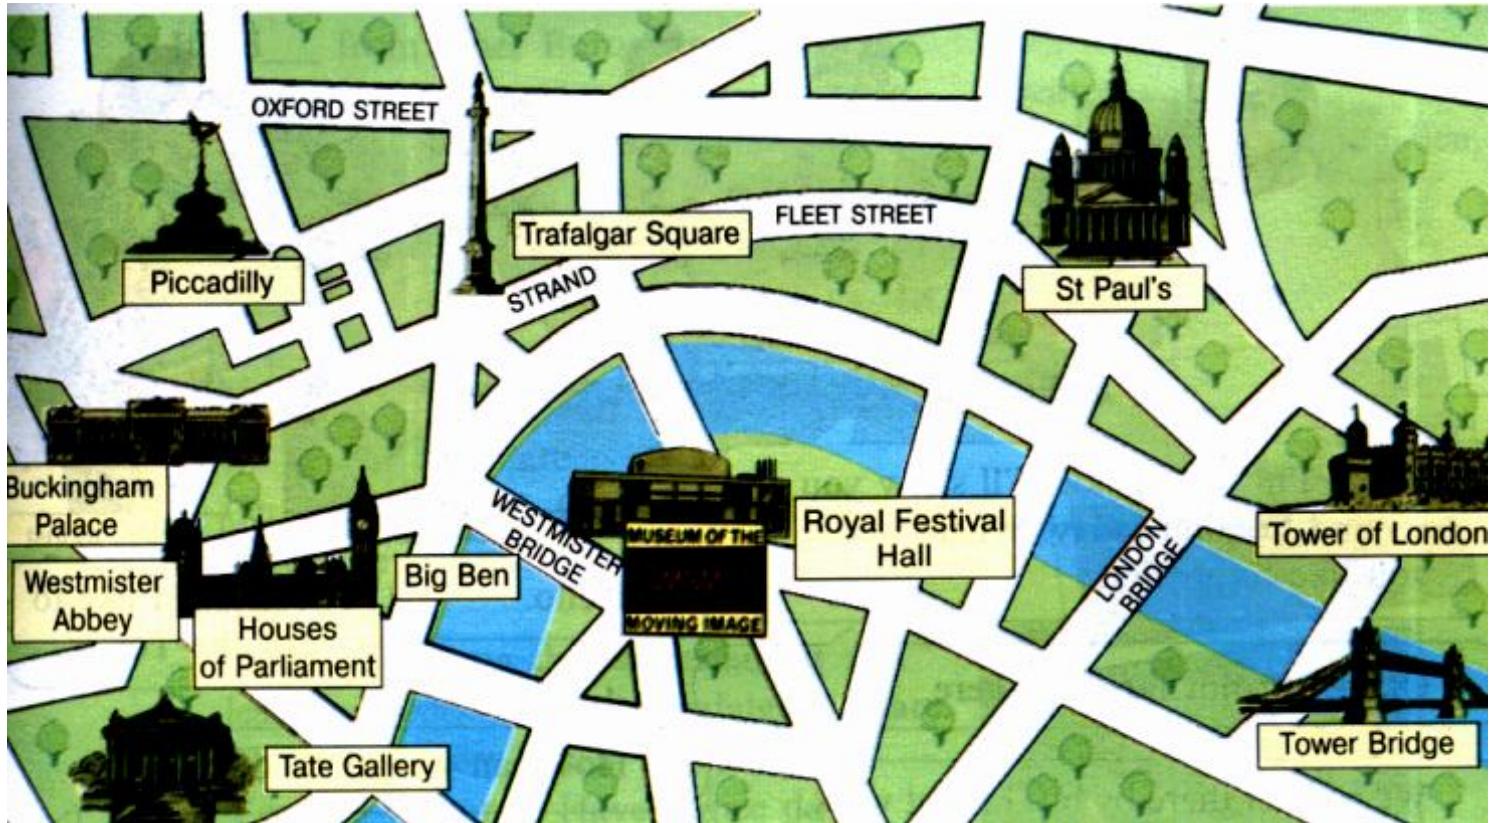 OXFORD STREET
Trafalgar Square
FLEET STREET
Piccadilly
STRAND
St Paul's
Buckingham
Palace
WESTMISTER
BRIDGE
MUSEUM OF THE
MOVING IMAGE
Royal Festival
Hall
LONDON
BRIDGE
Tower of London
Westmister
Abbey
Big Ben
Houses
of Parliament
Tate Gallery
Tower Bridge